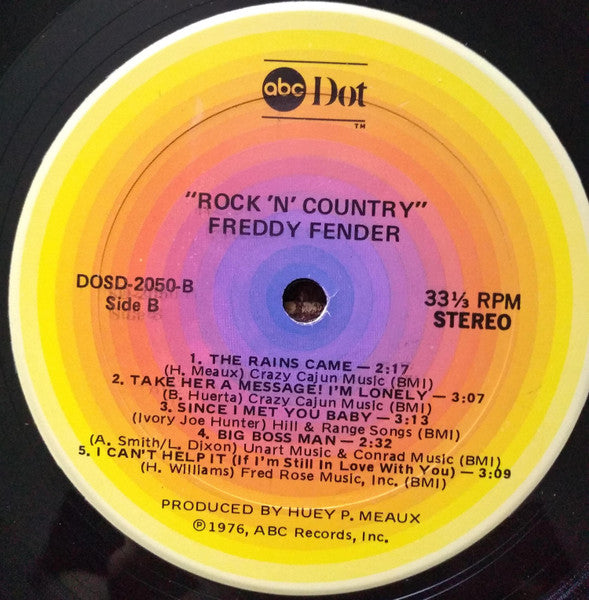 abc Dot
TM
"ROCK 'N' COUNTRY"
FREDDY FENDER
DOSD-2050-B
Side B
33⅓ RPM
STEREO
1. THE RAINS CAME — 2:17
(H. Meaux) Crazy Cajun Music (BMI)
2. TAKE HER A MESSAGE! I'M LONELY — 3:07
(B. Huerta) Crazy Cajun Music (BMI)
3. SINCE I MET YOU BABY — 3:13
(Ivory Joe Hunter) Hill & Range Songs (BMI)
4. BIG BOSS MAN — 2:32
(A. Smith/L. Dixon) Unart Music & Conrad Music (BMI)
5. I CAN'T HELP IT (If I'm Still In Love With You) — 3:09
(H. Williams) Fred Rose Music, Inc. (BMI)
PRODUCED BY HUEY P. MEAUX
℗1976, ABC Records, Inc.